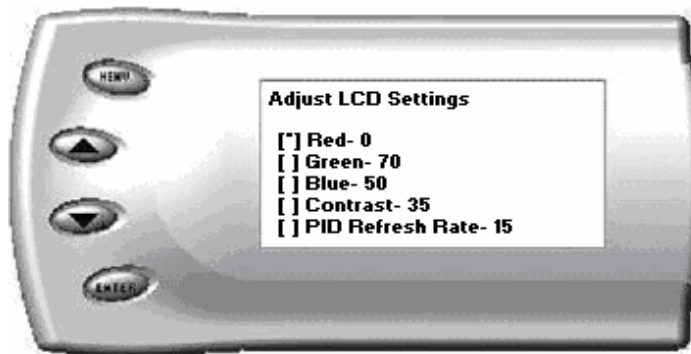 MENU
Adjust LCD Settings
[*] Red- 0
[ ] Green- 70
[ ] Blue- 50
[ ] Contrast- 35
[ ] PID Refresh Rate- 15
ENTER